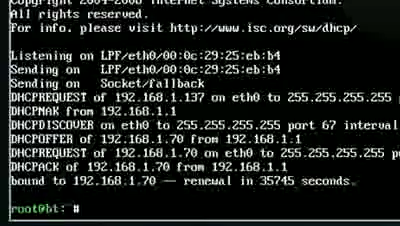 Copyright 2004-2008 Internet Systems Consortium.
All rights reserved.
For info, please visit http://www.isc.org/sw/dhcp/
Listening on LPF/eth0/00:0c:29:25:eb:b4
Sending on LPF/eth0/00:0c:29:25:eb:b4
Sending on Socket/fallback
DHCPREQUEST of 192.168.1.137 on eth0 to 255.255.255.255
DHCPNAK from 192.168.1.1
DHCPDISCOVER on eth0 to 255.255.255.255 port 67 interval
DHCPOFFER of 192.168.1.70 from 192.168.1.1
DHCPREQUEST of 192.168.1.70 on eth0 to 255.255.255.255 p
DHCPACK of 192.168.1.70 from 192.168.1.1
bound to 192.168.1.70 -- renewal in 35745 seconds.
root@bt: #